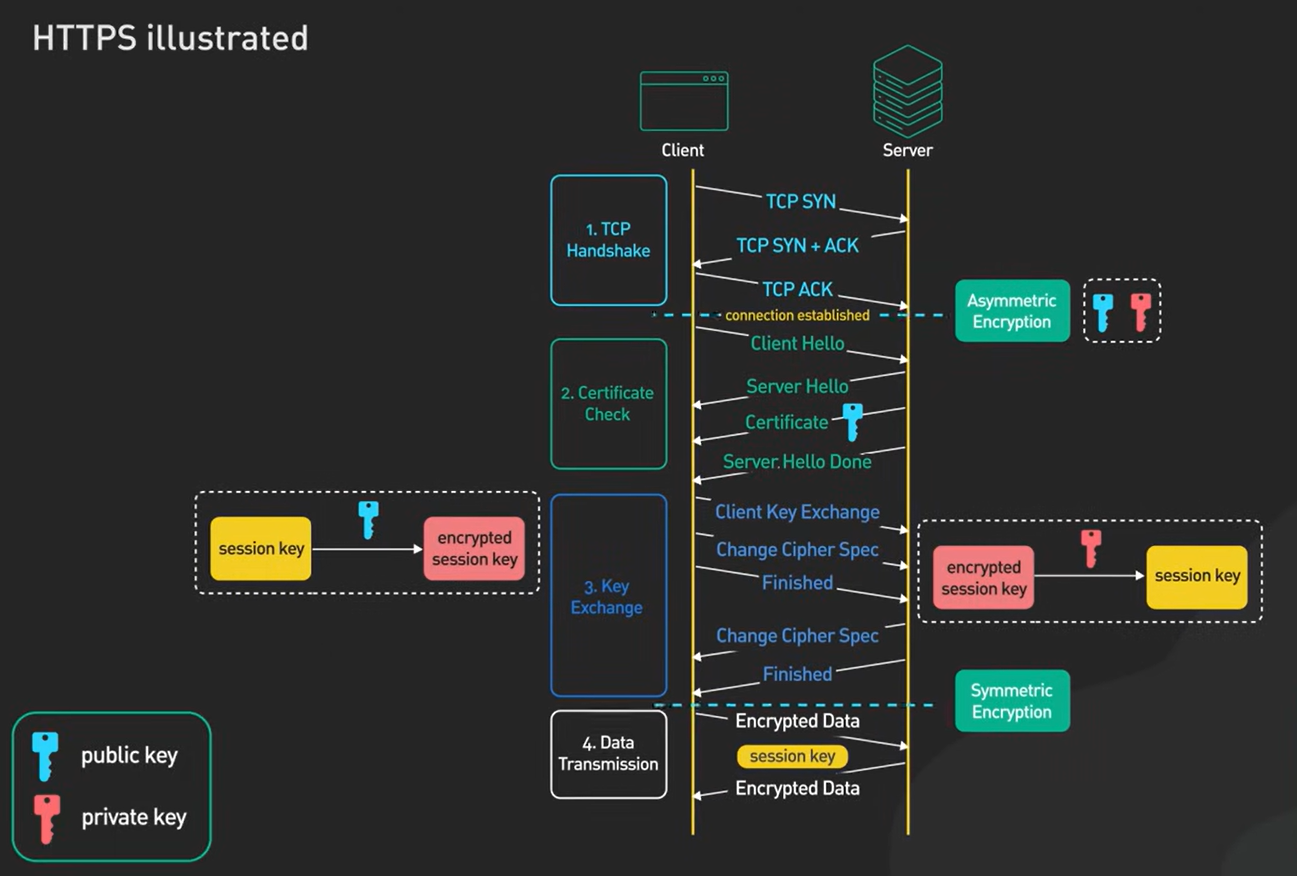 HTTPS illustrated
Client
Server
1. TCP
Handshake
TCP SYN
TCP SYN + ACK
TCP ACK
connection established
Asymmetric
Encryption
2. Certificate
Check
Client Hello
Server Hello
Certificate
Server Hello Done
session key
encrypted
session key
3. Key
Exchange
Client Key Exchange
Change Cipher Spec
Finished
Change Cipher Spec
Finished
encrypted
session key
session key
Symmetric
Encryption
4. Data
Transmission
Encrypted Data
session key
Encrypted Data
public key
private key